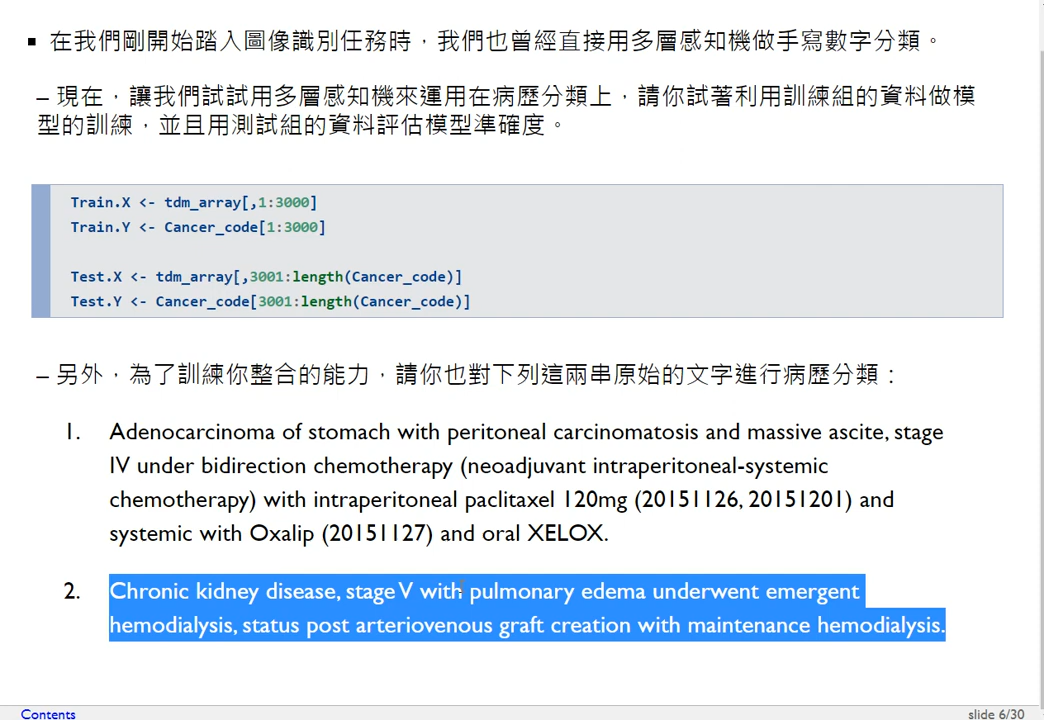 ▪ 在我們剛開始踏入圖像識別任務時，我們也曾經直接用多層感知機做手寫數字分類。
– 現在，讓我們試試用多層感知機來運用在病歷分類上，請你試著利用訓練組的資料做模
型的訓練，並且用測試組的資料評估模型準確度。
Train.X <- tdm_array[,1:3000]
Train.Y <- Cancer_code[1:3000]
Test.X <- tdm_array[,3001:length(Cancer_code)]
Test.Y <- Cancer_code[3001:length(Cancer_code)]
– 另外，為了訓練你整合的能力，請你也對下列這兩串原始的文字進行病歷分類：
1. Adenocarcinoma of stomach with peritoneal carcinomatosis and massive ascite, stage
IV under bidirection chemotherapy (neoadjuvant intraperitoneal-systemic
chemotherapy) with intraperitoneal paclitaxel 120mg (20151126, 20151201) and
systemic with Oxalip (20151127) and oral XELOX.
2. Chronic kidney disease, stage V with pulmonary edema underwent emergent
hemodialysis, status post arteriovenous graft creation with maintenance hemodialysis.
Contents
slide 6/30